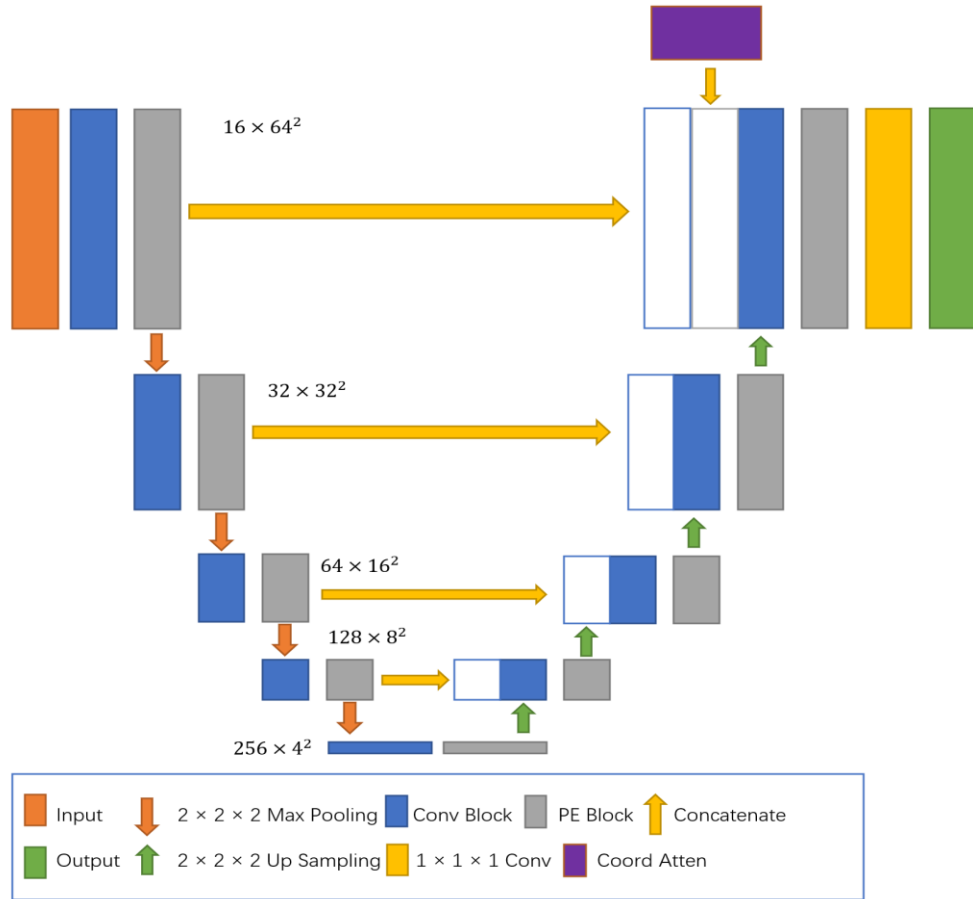 16 × 64²
32 × 32²
64 × 16²
128 × 8²
256 × 4²
Input 2 × 2 × 2 Max Pooling Conv Block PE Block Concatenate
Output 2 × 2 × 2 Up Sampling 1 × 1 × 1 Conv Coord Atten